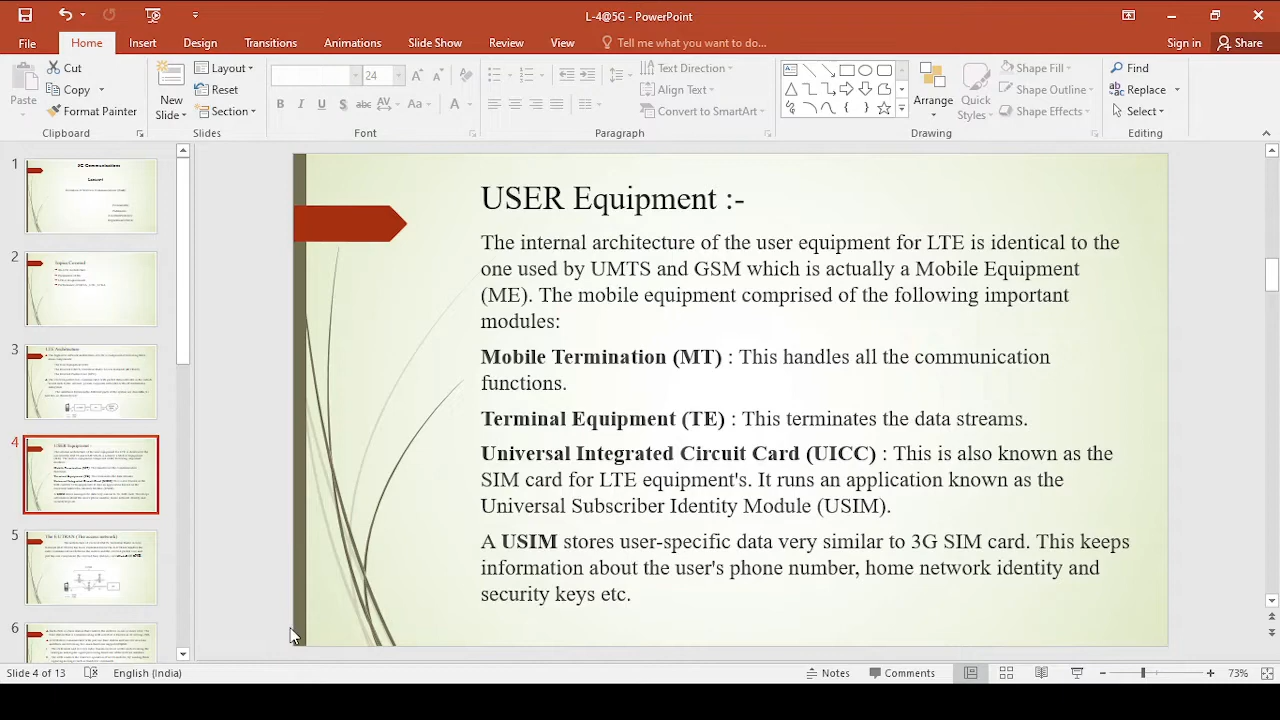 L-4@5G - PowerPoint
File Home Insert Design Transitions Animations Slide Show Review View Tell me what you want to do... Sign in Share
Paste
Cut
Copy
Format Painter
Clipboard
New Slide
Layout
Reset
Section
Slides
24
B I U S abc AV Aa A
Font
Text Direction
Align Text
Convert to SmartArt
Paragraph
Arrange
Quick Styles
Shape Fill
Shape Outline
Shape Effects
Drawing
Find
Replace
Select
Editing
1
2
3
4
5
6
USER Equipment :-
The internal architecture of the user equipment for LTE is identical to the
one used by UMTS and GSM which is actually a Mobile Equipment
(ME). The mobile equipment comprised of the following important
modules:
Mobile Termination (MT) : This handles all the communication
functions.
Terminal Equipment (TE) : This terminates the data streams.
Universal Integrated Circuit Card (UICC) : This is also known as the
SIM card for LTE equipment's. It runs an application known as the
Universal Subscriber Identity Module (USIM).
A USIM stores user-specific data very similar to 3G SIM card. This keeps
information about the user's phone number, home network identity and
security keys etc.
Slide 4 of 13 English (India) Notes Comments 73%